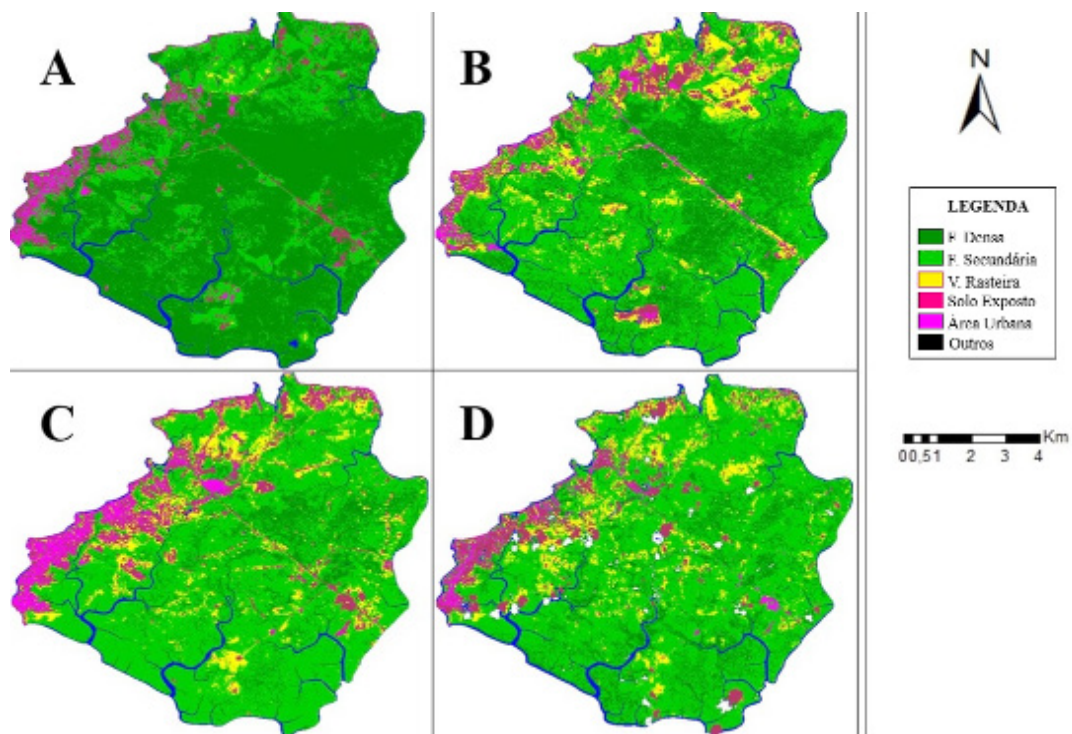 A
B
N
LEGENDA
F. Densa
F. Secundária
V. Rasteira
Solo Exposto
Área Urbana
Outros
C
D
Km
00,51 2 3 4